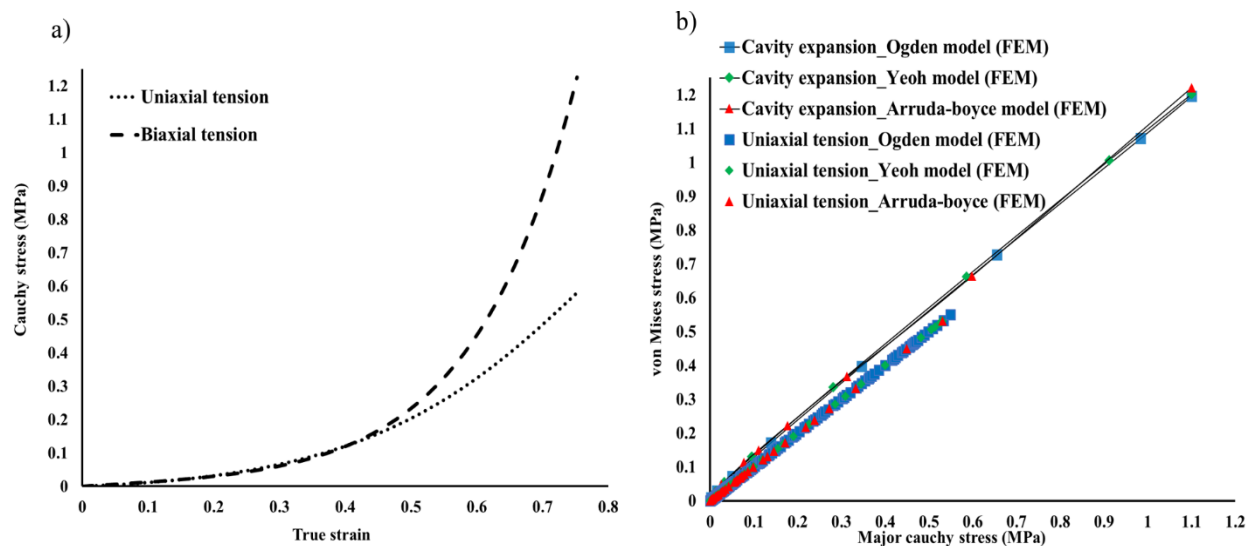 a)
1.2
1.1
1
0.9
0.8
0.7
0.6
0.5
0.4
0.3
0.2
0.1
0
Cauchy stress (MPa)
Uniaxial tension
Biaxial tension
0 0.1 0.2 0.3 0.4 0.5 0.6 0.7 0.8
True strain
b)
Cavity expansion_Ogden model (FEM)
Cavity expansion_Yeoh model (FEM)
Cavity expansion_Arruda-boyce model (FEM)
Uniaxial tension_Ogden model (FEM)
Uniaxial tension_Yeoh model (FEM)
Uniaxial tension_Arruda-boyce (FEM)
1.2
1.1
1
0.9
0.8
0.7
0.6
0.5
0.4
0.3
0.2
0.1
0
von Mises stress (MPa)
0 0.1 0.2 0.3 0.4 0.5 0.6 0.7 0.8 0.9 1 1.1 1.2
Major cauchy stress (MPa)